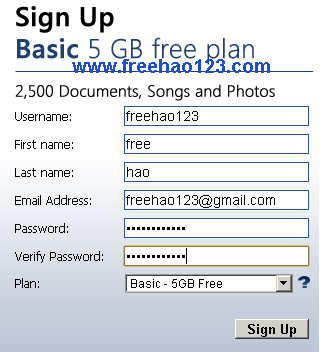 Sign Up
Basic 5 GB free plan
www.freehao123.com
2,500 Documents, Songs and Photos
Username: freehao123
First name: free
Last name: hao
Email Address: freehao123@gmail.com
Password: ••••••••••••
Verify Password: ••••••••••••
Plan: Basic - 5GB Free ?
Sign Up